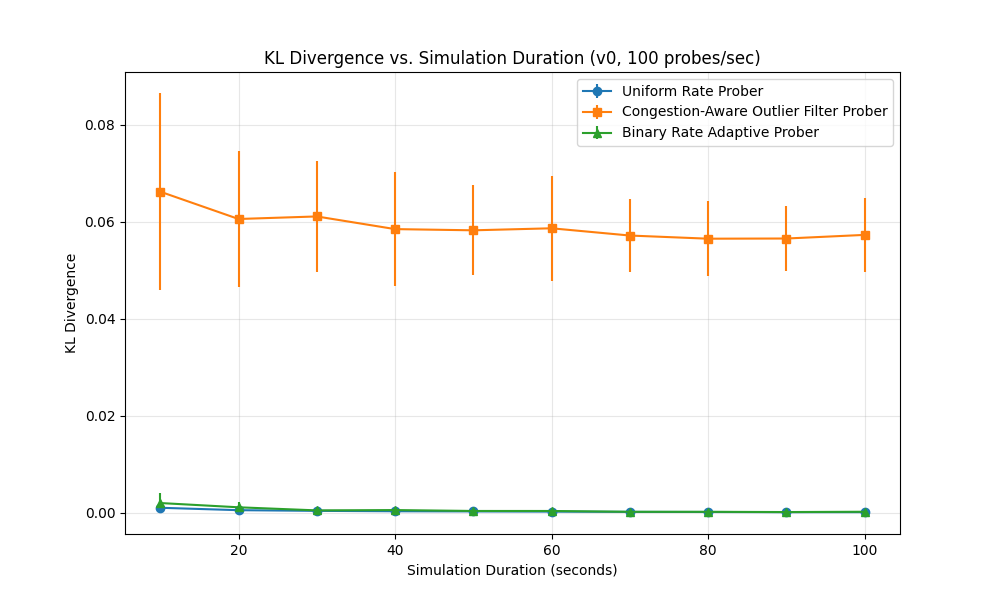 KL Divergence vs. Simulation Duration (v0, 100 probes/sec)
Uniform Rate Prober
Congestion-Aware Outlier Filter Prober
Binary Rate Adaptive Prober
KL Divergence
0.08
0.06
0.04
0.02
0.00
20
40
60
80
100
Simulation Duration (seconds)